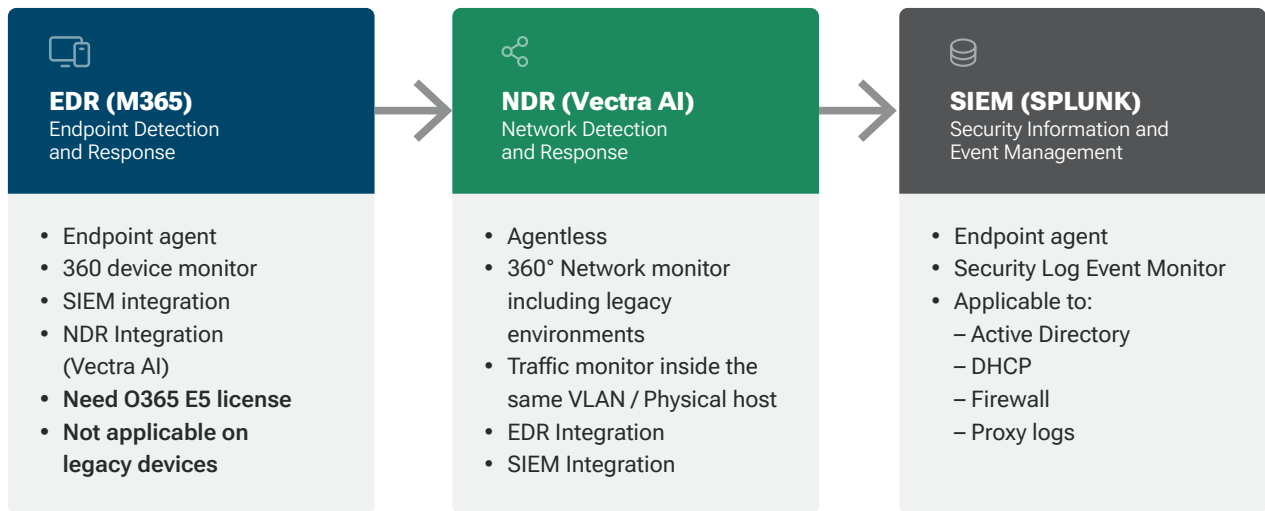 EDR (M365)
Endpoint Detection
and Response
• Endpoint agent
• 360 device monitor
• SIEM integration
• NDR Integration
(Vectra AI)
• Need O365 E5 license
• Not applicable on
legacy devices
NDR (Vectra AI)
Network Detection
and Response
• Agentless
• 360° Network monitor
including legacy
environments
• Traffic monitor inside the
same VLAN / Physical host
• EDR Integration
• SIEM Integration
SIEM (SPLUNK)
Security Information and
Event Management
• Endpoint agent
• Security Log Event Monitor
• Applicable to:
– Active Directory
– DHCP
– Firewall
– Proxy logs